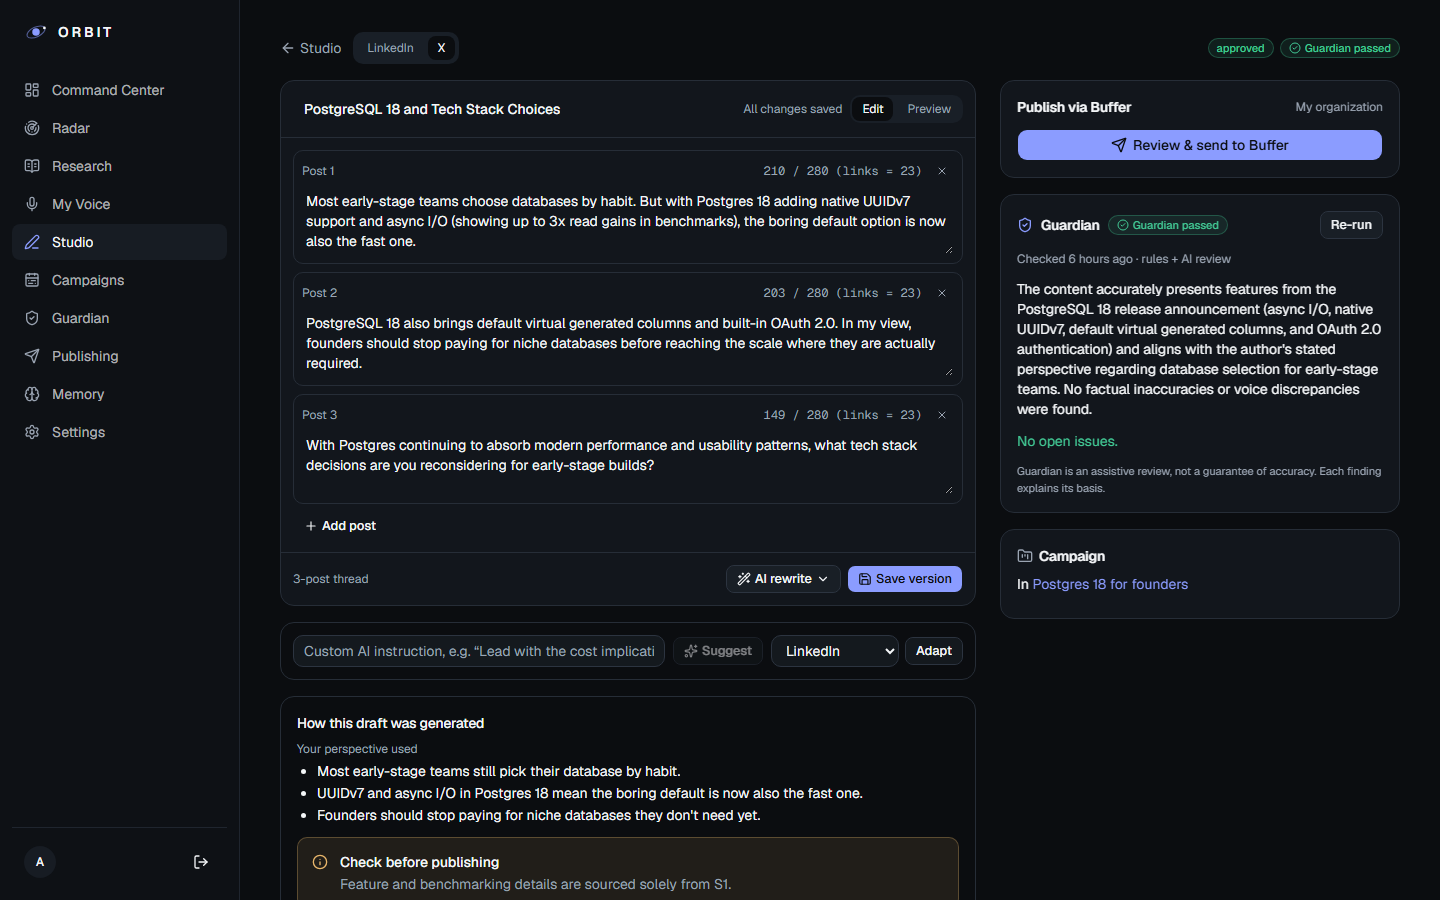 ORBIT
Command Center
Radar
Research
My Voice
Studio
Campaigns
Guardian
Publishing
Memory
Settings
A
Studio
LinkedIn
X
approved
Guardian passed
PostgreSQL 18 and Tech Stack Choices
All changes saved
Edit
Preview
Post 1
210 / 280 (links = 23)
Most early-stage teams choose databases by habit. But with Postgres 18 adding native UUIDv7
support and async I/O (showing up to 3x read gains in benchmarks), the boring default option is now
also the fast one.
Post 2
203 / 280 (links = 23)
PostgreSQL 18 also brings default virtual generated columns and built-in OAuth 2.0. In my view,
founders should stop paying for niche databases before reaching the scale where they are actually
required.
Post 3
149 / 280 (links = 23)
With Postgres continuing to absorb modern performance and usability patterns, what tech stack
decisions are you reconsidering for early-stage builds?
Add post
3-post thread
AI rewrite
Save version
Custom AI instruction, e.g. “Lead with the cost implicati
Suggest
LinkedIn
Adapt
How this draft was generated
Your perspective used
• Most early-stage teams still pick their database by habit.
• UUIDv7 and async I/O in Postgres 18 mean the boring default is now also the fast one.
• Founders should stop paying for niche databases they don't need yet.
Check before publishing
Feature and benchmarking details are sourced solely from S1.
Publish via Buffer
My organization
Review & send to Buffer
Guardian
Guardian passed
Re-run
Checked 6 hours ago · rules + AI review
The content accurately presents features from the
PostgreSQL 18 release announcement (async I/O, native
UUIDv7, default virtual generated columns, and OAuth 2.0
authentication) and aligns with the author's stated
perspective regarding database selection for early-stage
teams. No factual inaccuracies or voice discrepancies
were found.
No open issues.
Guardian is an assistive review, not a guarantee of accuracy. Each finding
explains its basis.
Campaign
In Postgres 18 for founders